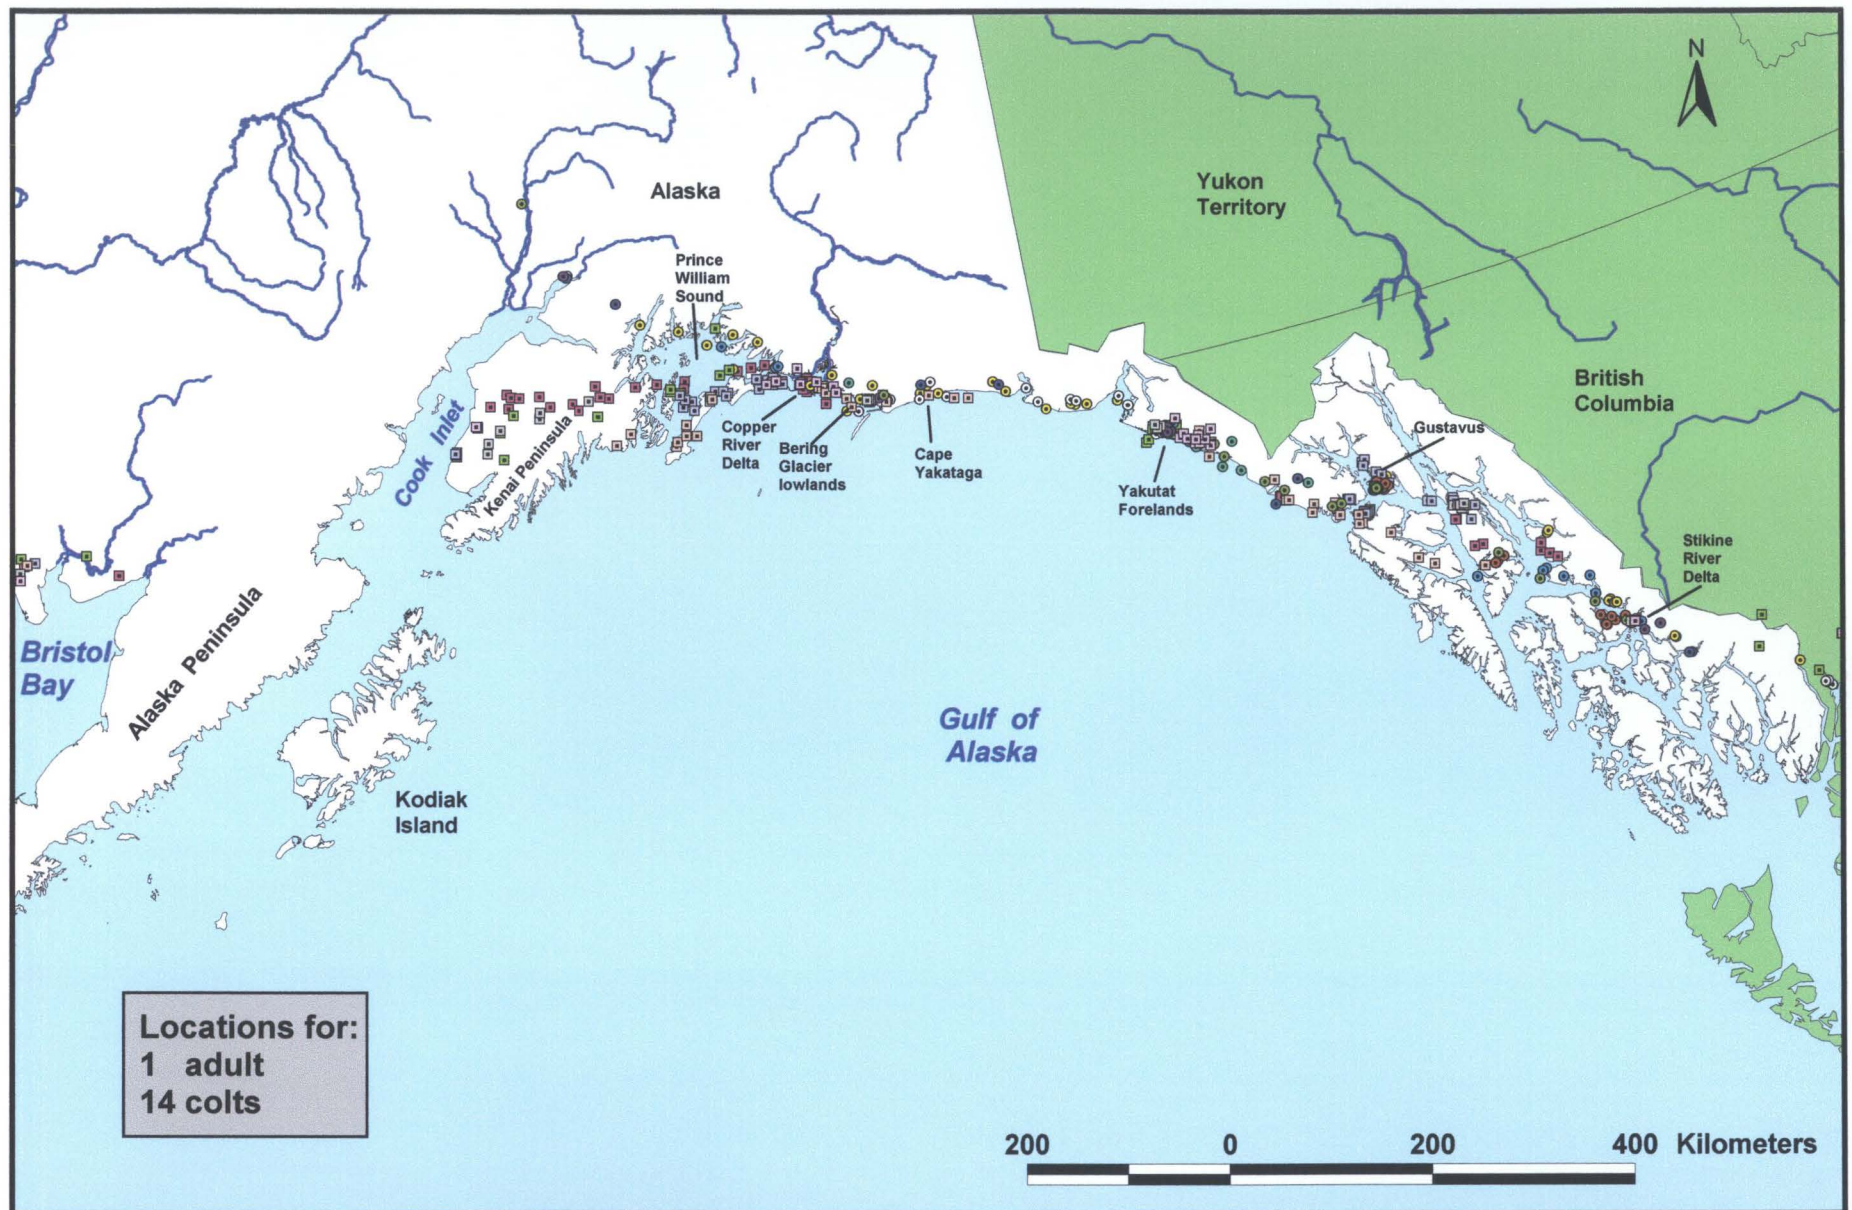 N
Alaska
Yukon
Territory
Prince
William
Sound
British
Columbia
Gustavus
Cook Inlet
Kenai Peninsula
Copper
River
Delta
Bering
Glacier
lowlands
Cape
Yakataga
Yakutat
Forelands
Stikine
River
Delta
Bristol
Bay
Alaska Peninsula
Gulf of
Alaska
Kodiak
Island
Locations for:
1 adult
14 colts
200 0 200 400 Kilometers